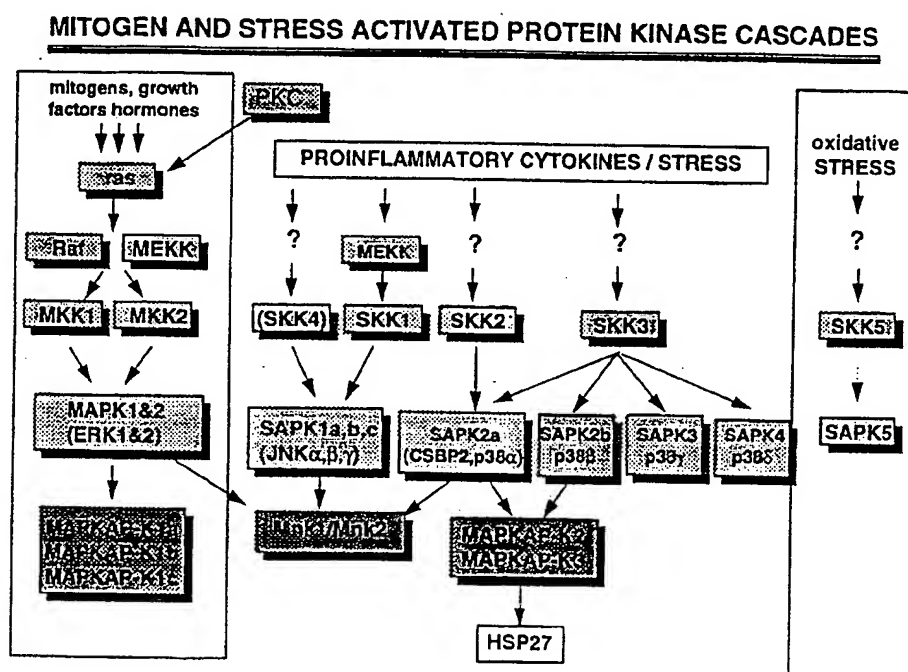 MITOGEN AND STRESS ACTIVATED PROTEIN KINASE CASCADES
mitogens, growth
factors hormones
PKC
ras
Raf
MEKK
MKK1
MKK2
MAPK1&2
(ERK1&2)
MAPKAP-K1a
MAPKAP-K1b
MAPKAP-K1c
PROINFLAMMATORY CYTOKINES / STRESS
?
MEKK
?
?
(SKK4)
SKK1
SKK2
SKK3
SAPK1a,b,c
(JNKα,β,γ)
SAPK2a
(CSBP2,p38α)
SAPK2b
p38β
SAPK3
p38γ
SAPK4
p38δ
Mnk1/Mnk2
MAPKAP-K2
MAPKAP-K3
HSP27
oxidative
STRESS
?
SKK5
SAPK5